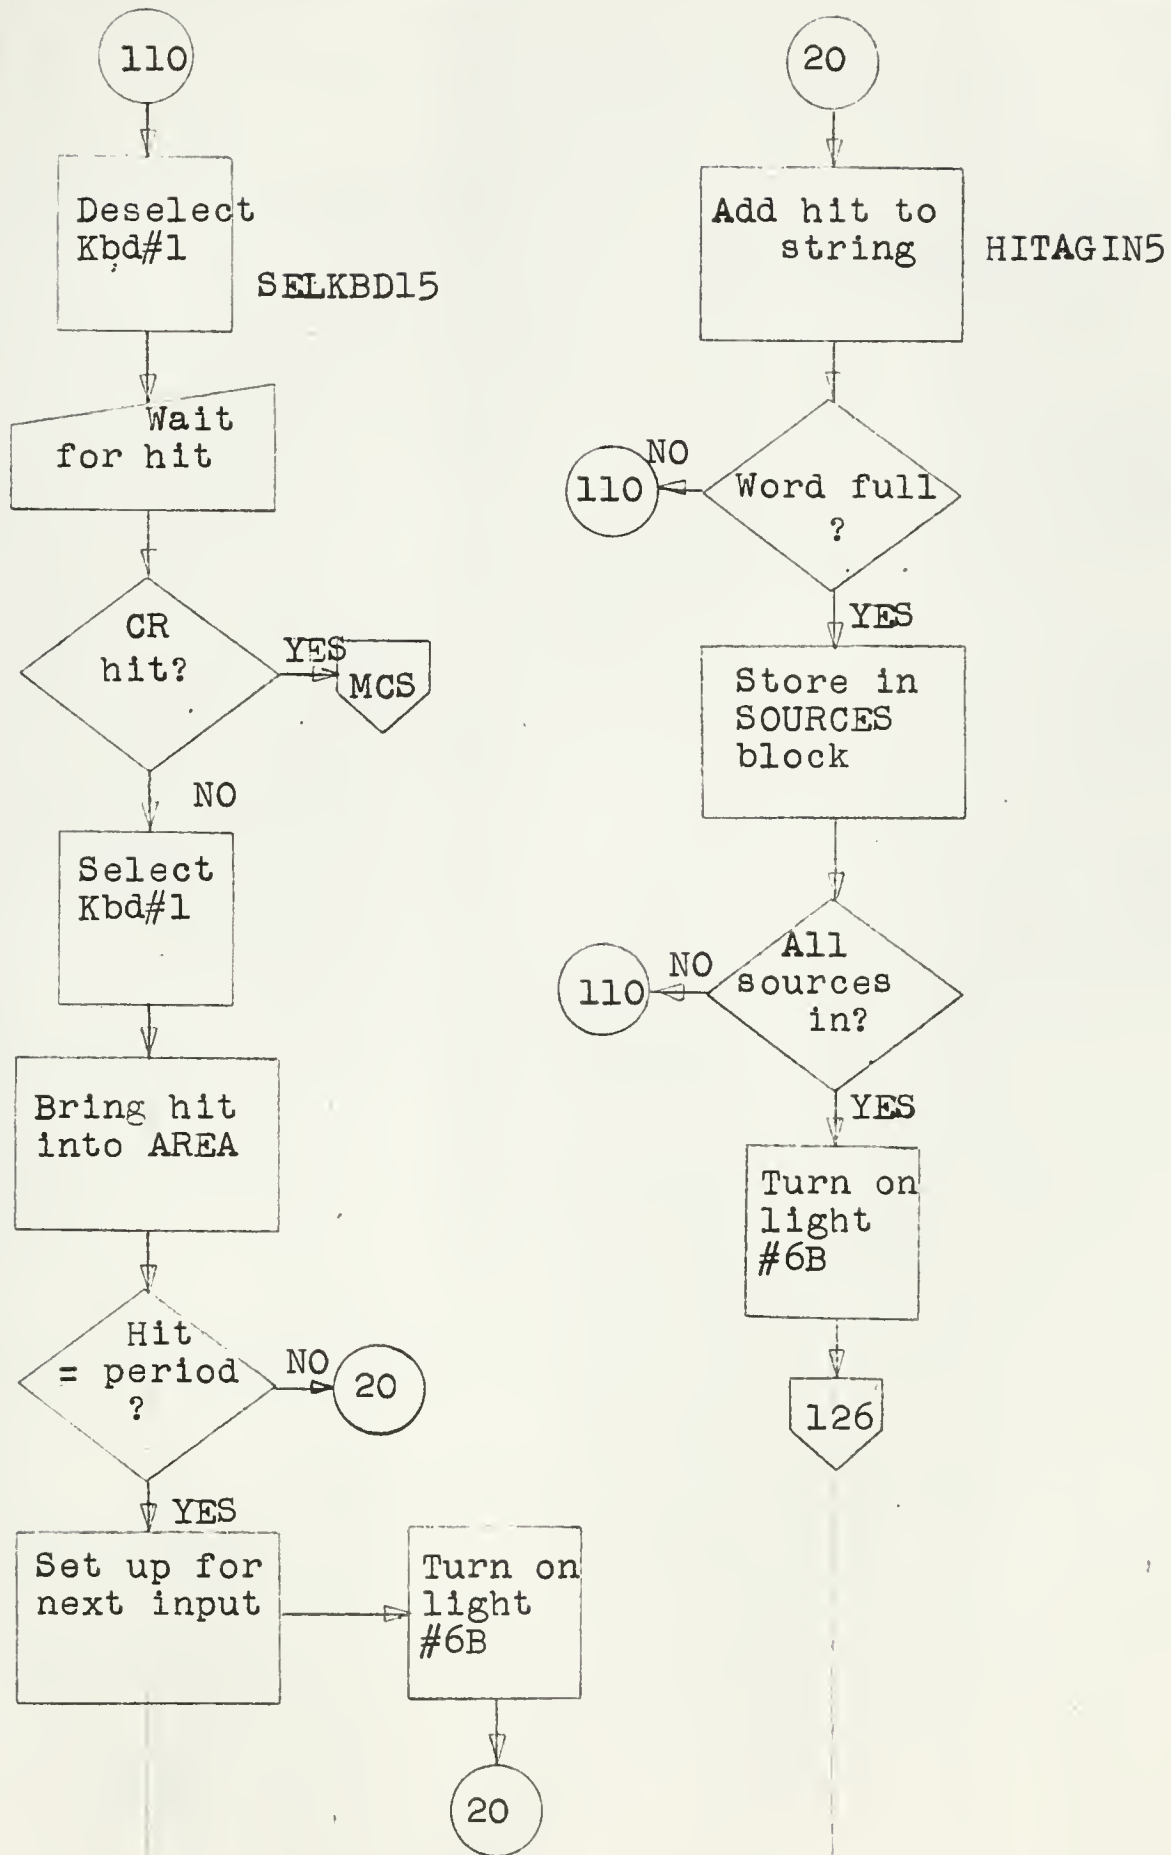 110
Deselect
Kbd#1
SELKBD15
Wait
for hit
CR
hit?
YES
MCS
NO
Select
Kbd#1
Bring hit
into AREA
Hit
= period
?
NO
20
YES
Set up for
next input
Turn on
light
#6B
20
20
Add hit to
string
HITAGIN5
Word full
?
NO
110
YES
Store in
SOURCES
block
All
sources
in?
NO
110
YES
Turn on
light
#6B
126